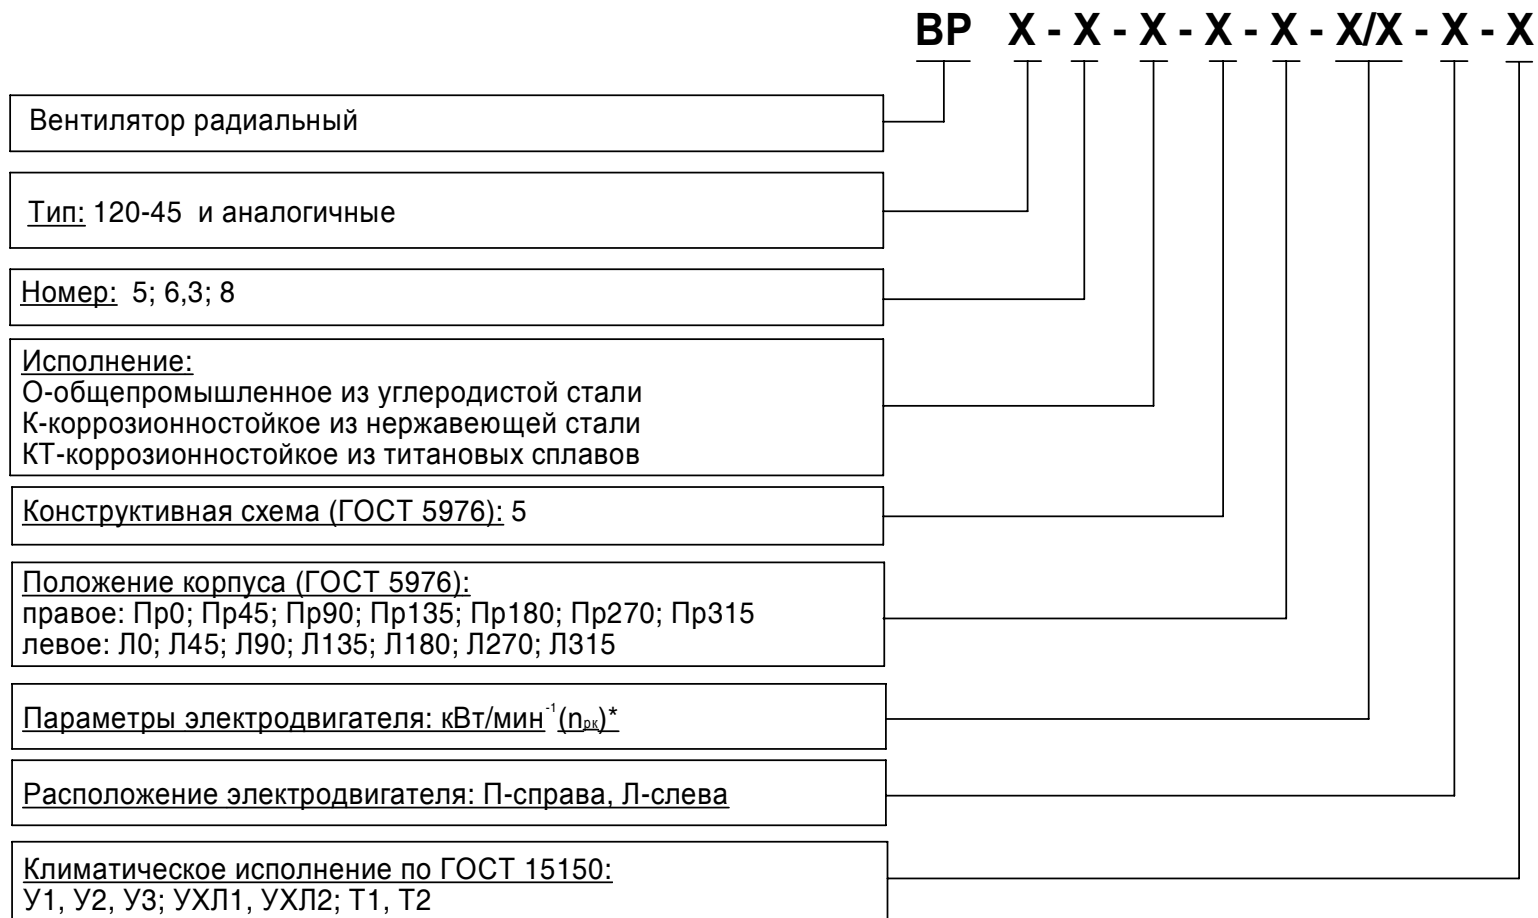 ВР X - X - X - X - X - X/X - X - X
Вентилятор радиальный
Тип: 120-45 и аналогичные
Номер: 5; 6,3; 8
Исполнение:
О-общепромышленное из углеродистой стали
К-коррозионностойкое из нержавеющей стали
КТ-коррозионностойкое из титановых сплавов
Конструктивная схема (ГОСТ 5976): 5
Положение корпуса (ГОСТ 5976):
правое: Пр0; Пр45; Пр90; Пр135; Пр180; Пр270; Пр315
левое: Л0; Л45; Л90; Л135; Л180; Л270; Л315
Параметры электродвигателя: кВт/мин⁻¹(nрк)*
Расположение электродвигателя: П-справа, Л-слева
Климатическое исполнение по ГОСТ 15150:
У1, У2, У3; УХЛ1, УХЛ2; Т1, Т2